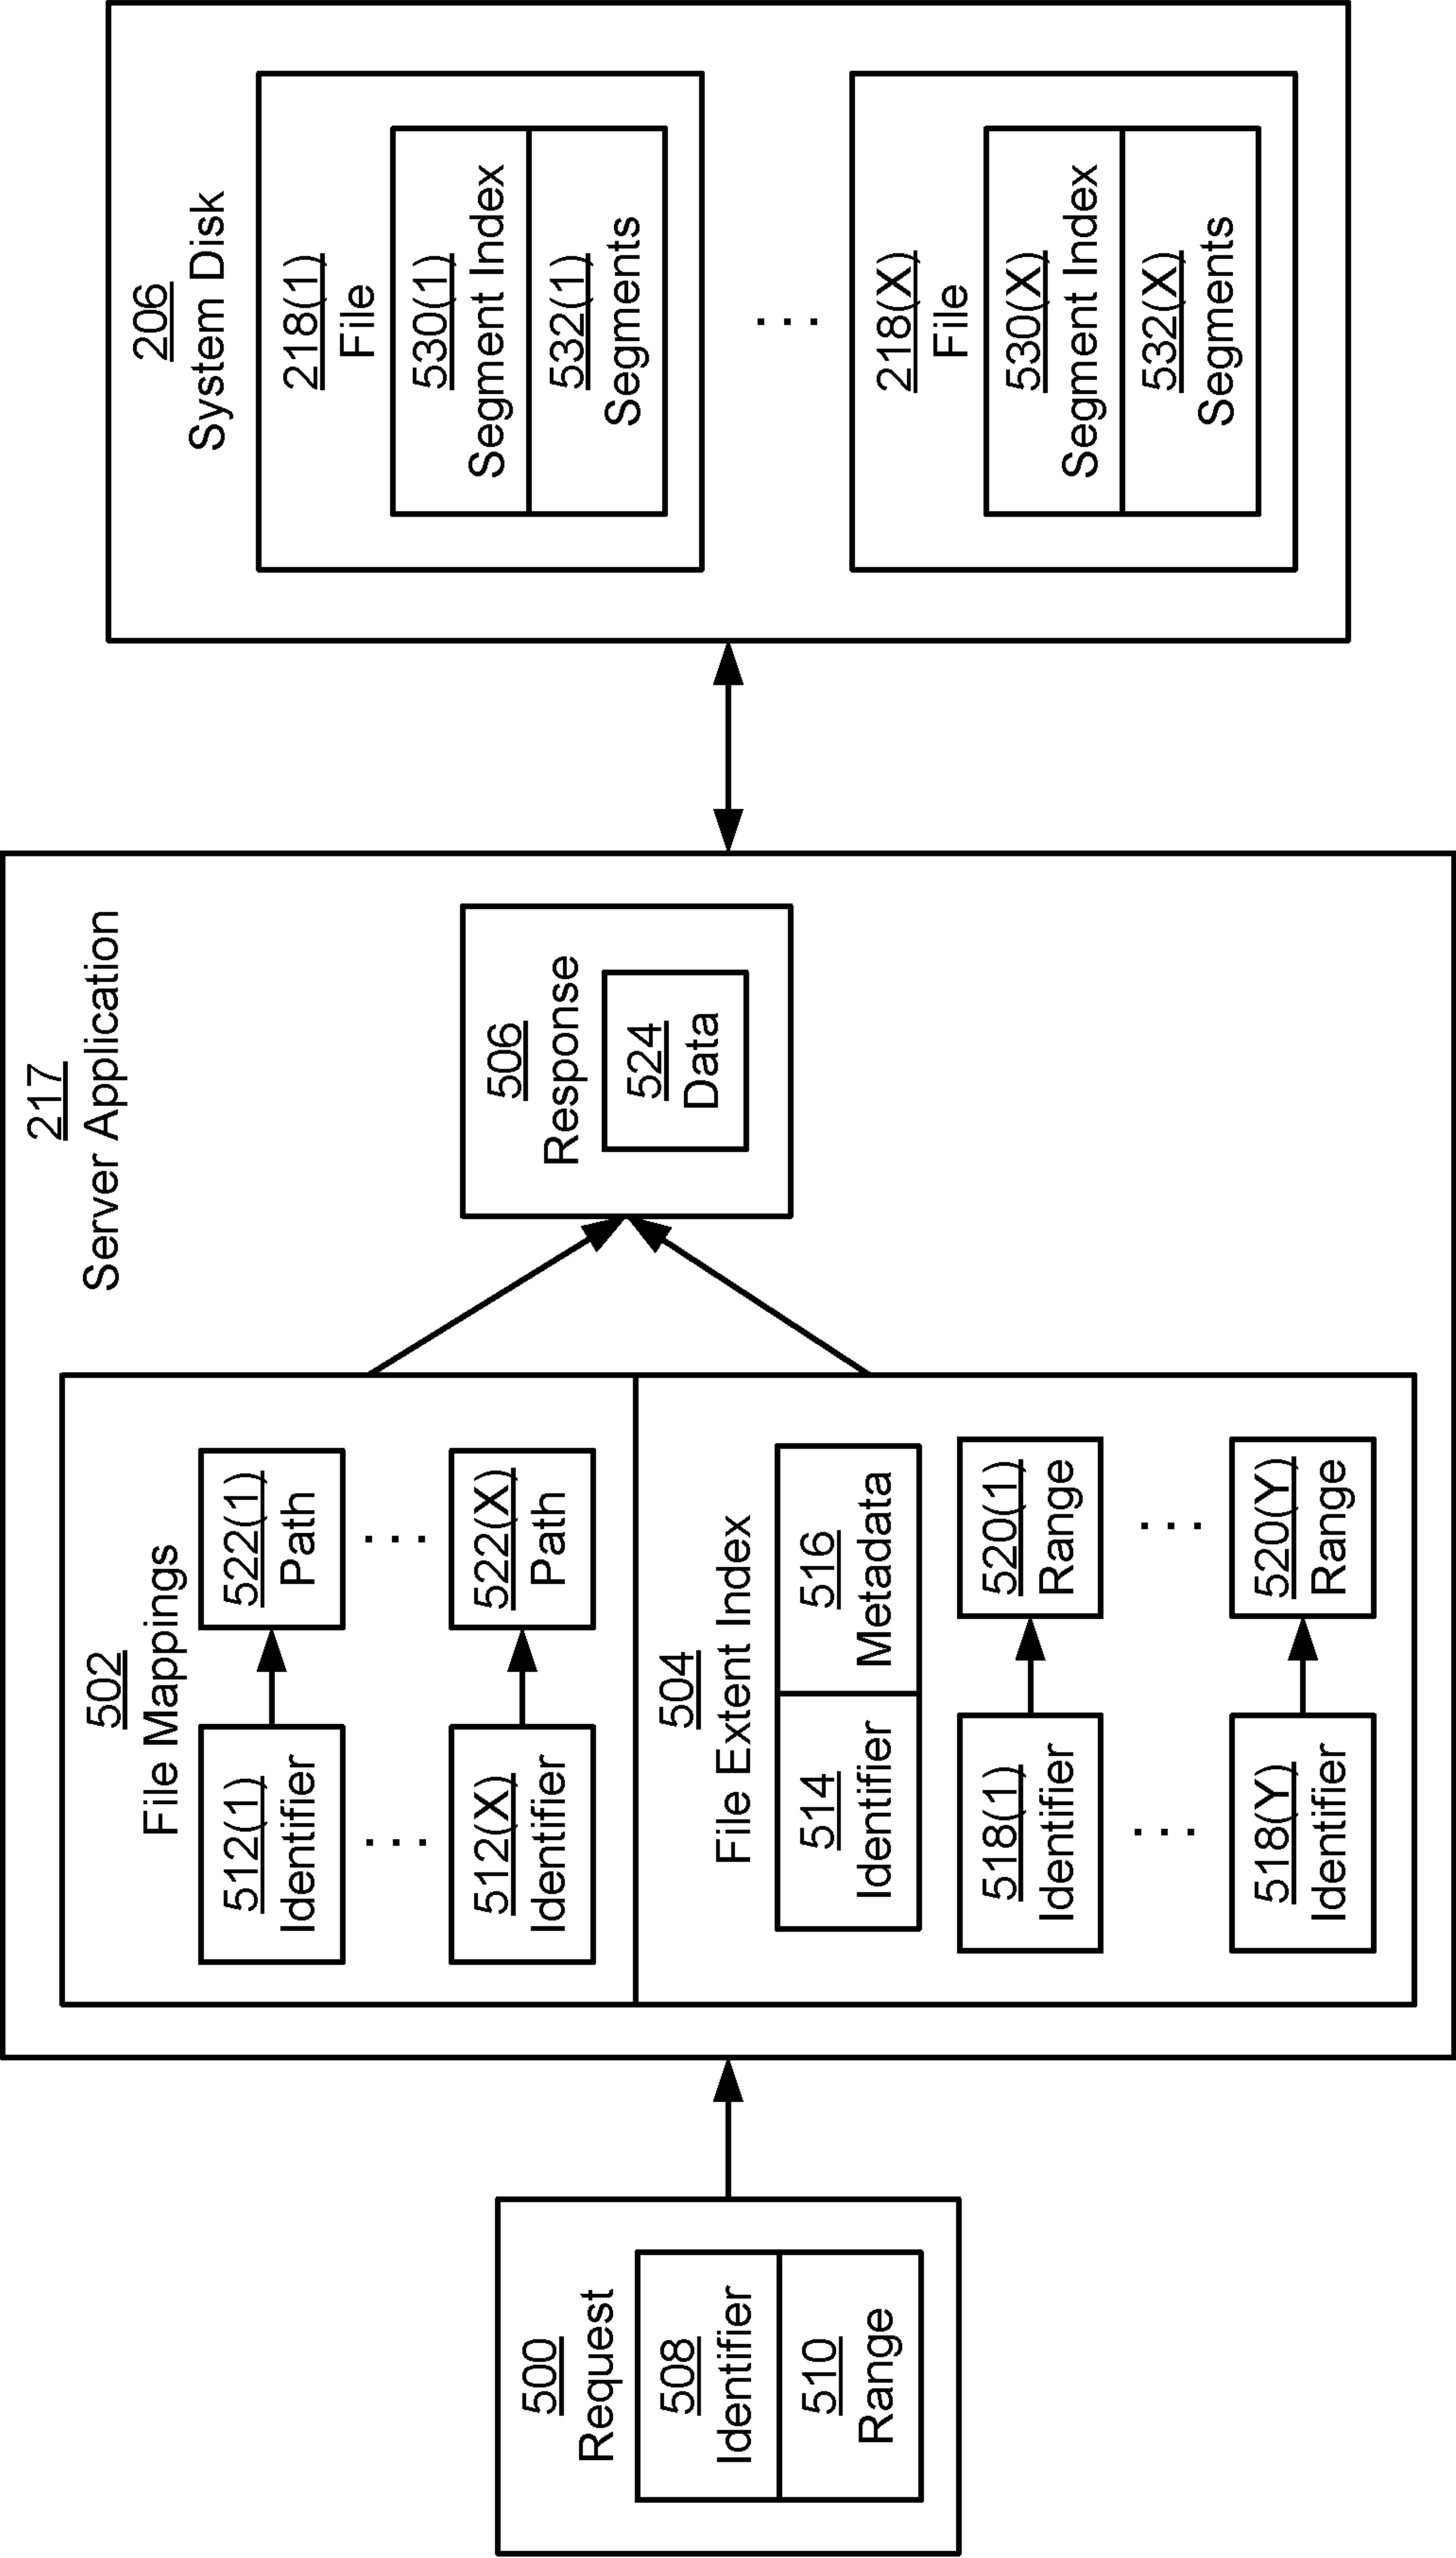 500
Request
508
Identifier
510
Range
217
Server Application
502
File Mappings
512(1)
Identifier
522(1)
Path
... ...
512(X)
Identifier
522(X)
Path
504
File Extent Index
514
Identifier
516
Metadata
518(1)
Identifier
520(1)
Range
... ...
518(Y)
Identifier
520(Y)
Range
506
Response
524
Data
206
System Disk
218(1)
File
530(1)
Segment Index
532(1)
Segments
...
218(X)
File
530(X)
Segment Index
532(X)
Segments